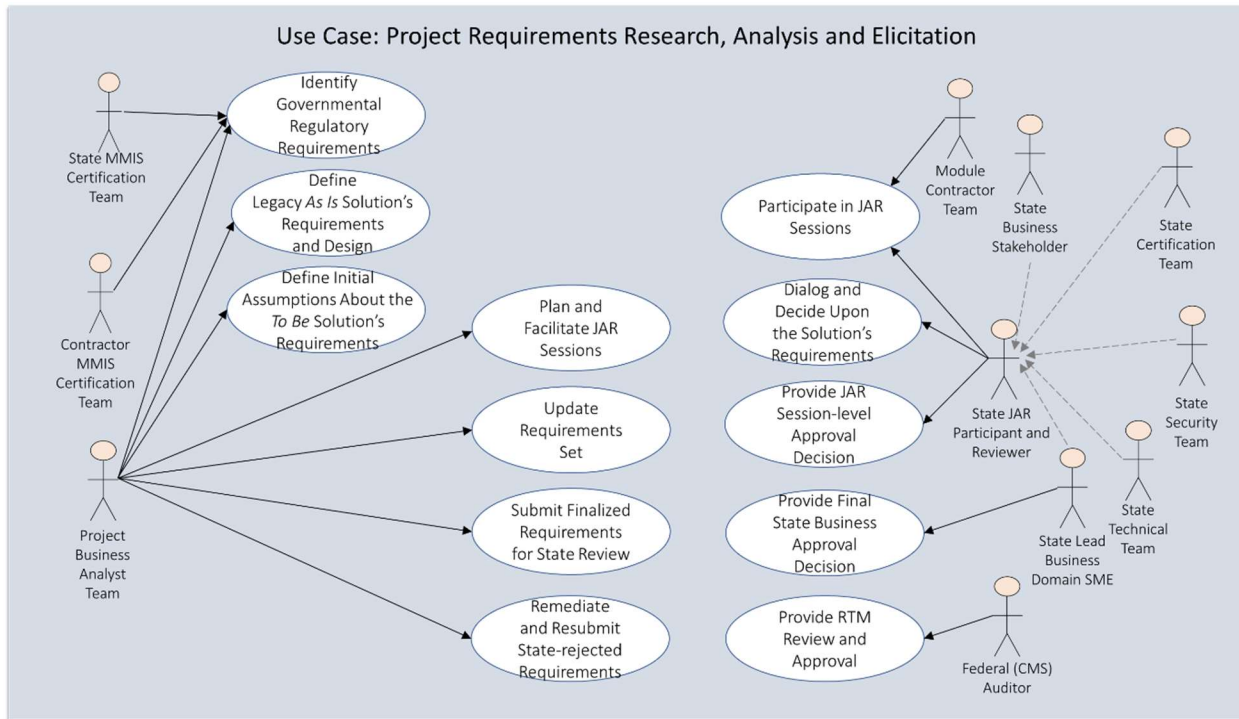 Use Case: Project Requirements Research, Analysis and Elicitation
State MMIS
Certification
Team
Contractor
MMIS
Certification
Team
Project
Business
Analyst
Team
Identify
Governmental
Regulatory
Requirements
Define
Legacy As Is Solution's
Requirements
and Design
Define Initial
Assumptions About the
To Be Solution's
Requirements
Plan and
Facilitate JAR
Sessions
Update
Requirements
Set
Submit Finalized
Requirements
for State Review
Remediate
and Resubmit
State-rejected
Requirements
Participate in JAR
Sessions
Dialog and
Decide Upon
the Solution's
Requirements
Provide JAR
Session-level
Approval
Decision
Provide Final
State Business
Approval
Decision
Provide RTM
Review and
Approval
Module
Contractor
Team
State
Business
Stakeholder
State
Certification
Team
State JAR
Participant and
Reviewer
State
Security
Team
State
Technical
Team
State Lead
Business
Domain SME
Federal (CMS)
Auditor